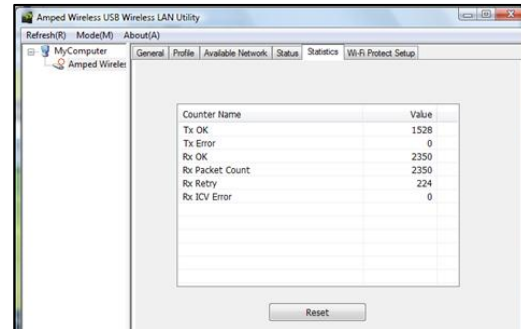 Amped Wireless USB Wireless LAN Utility
Refresh(R) Mode(M) About(A)
MyComputer
Amped Wireles
General Profile Available Network Status Statistics Wi-Fi Protect Setup
Counter Name Value
Tx OK 1528
Tx Error 0
Rx OK 2350
Rx Packet Count 2350
Rx Retry 224
Rx ICV Error 0
Reset